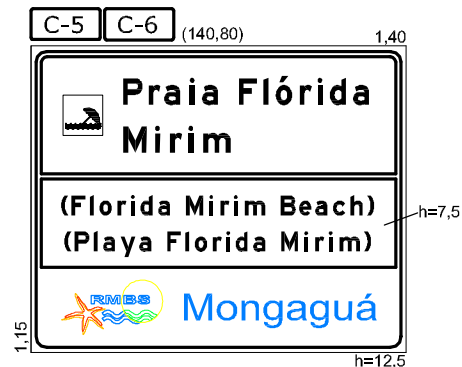 C-5 C-6 (140,80) 1,40
Praia Flórida
Mirim
(Florida Mirim Beach)
(Playa Florida Mirim)
h=7,5
RMBS Mongaguá
1,15
h=12.5